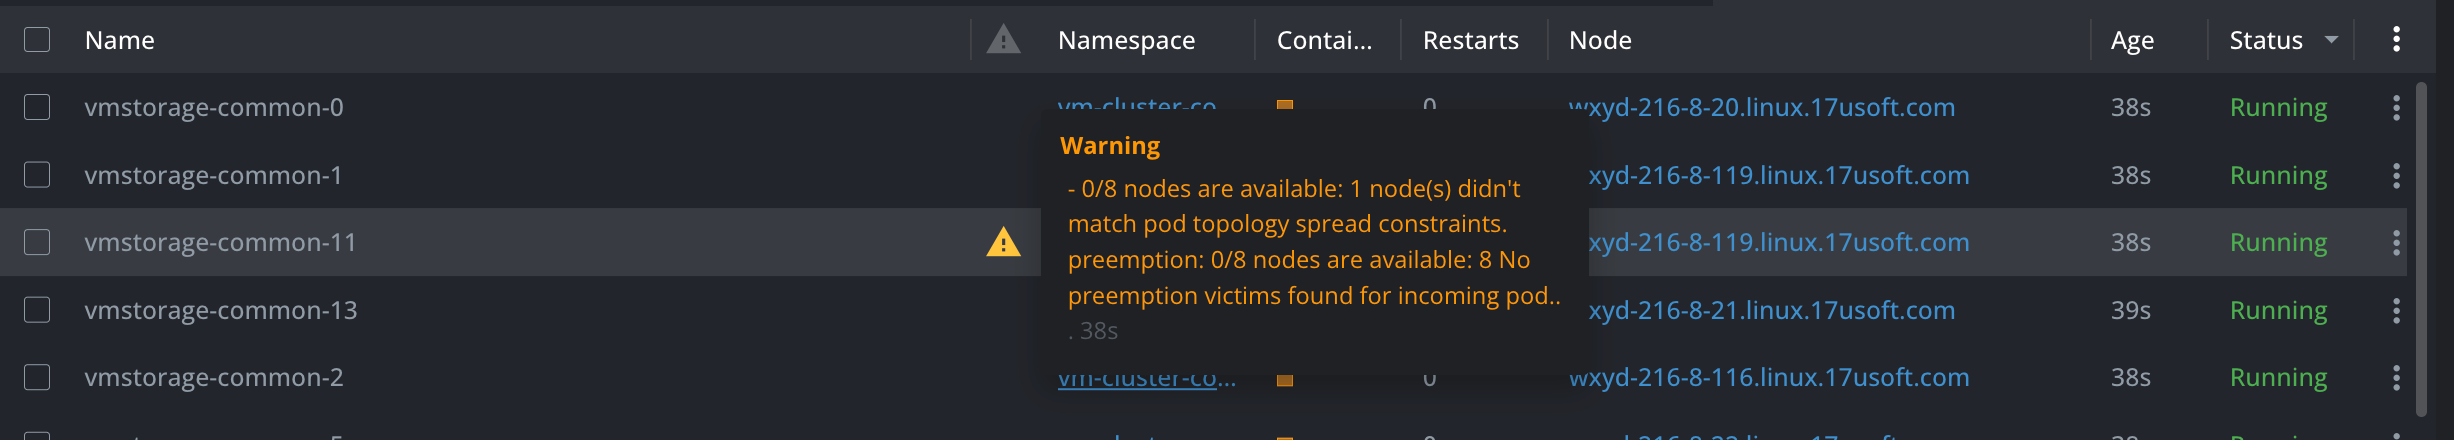 Name Namespace Contai... Restarts Node Age Status
vmstorage-common-0 vm-cluster-co 0 wxyd-216-8-20.linux.17usoft.com 38s Running
Warning
- 0/8 nodes are available: 1 node(s) didn't
vmstorage-common-1 xyd-216-8-119.linux.17usoft.com 38s Running
match pod topology spread constraints.
vmstorage-common-11 xyd-216-8-119.linux.17usoft.com 38s Running
preemption: 0/8 nodes are available: 8 No
preemption victims found for incoming pod..
vmstorage-common-13 xyd-216-8-21.linux.17usoft.com 39s Running
. 38s
vmstorage-common-2 vm-cluster-co... 0 wxyd-216-8-116.linux.17usoft.com 38s Running